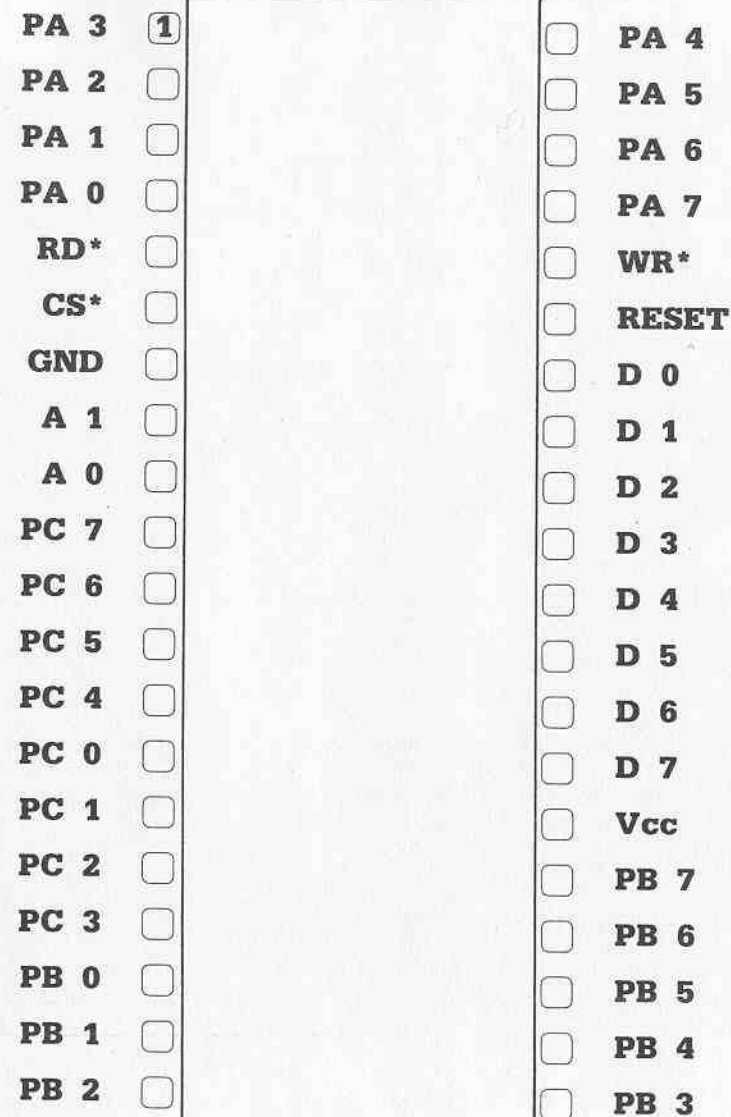 PA 3 1 PA 4
PA 2 PA 5
PA 1 PA 6
PA 0 PA 7
RD* WR*
CS* RESET
GND D 0
A 1 D 1
A 0 D 2
PC 7 D 3
PC 6 D 4
PC 5 D 5
PC 4 D 6
PC 0 D 7
PC 1 Vcc
PC 2 PB 7
PC 3 PB 6
PB 0 PB 5
PB 1 PB 4
PB 2 PB 3